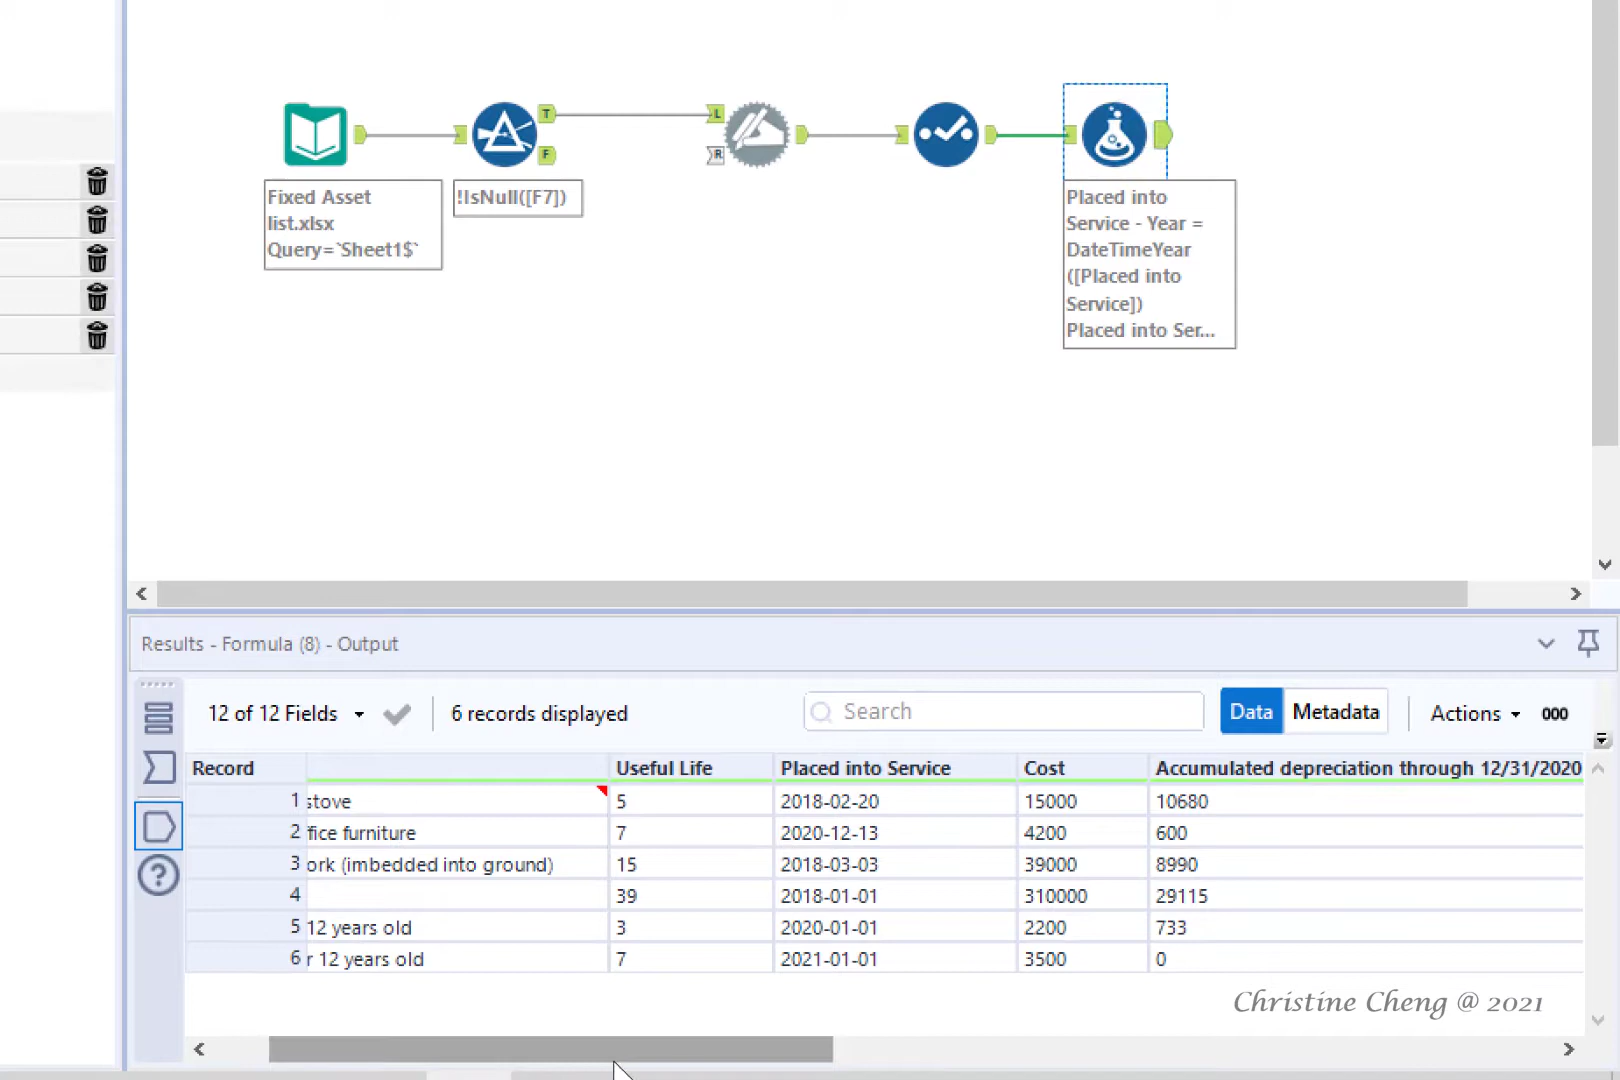 T
F
L
R
Fixed Asset
list.xlsx
Query=`Sheet1$`
!IsNull([F7])
Placed into
Service - Year =
DateTimeYear
([Placed into
Service])
Placed into Ser...
Results - Formula (8) - Output
12 of 12 Fields
6 records displayed
Search
Data
Metadata
Actions
000
Record Useful Life Placed into Service Cost Accumulated depreciation through 12/31/2020
1 stove 5 2018-02-20 15000 10680
2 fice furniture 7 2020-12-13 4200 600
3 ork (imbedded into ground) 15 2018-03-03 39000 8990
4 39 2018-01-01 310000 29115
5 12 years old 3 2020-01-01 2200 733
6 r 12 years old 7 2021-01-01 3500 0
?
Christine Cheng @ 2021